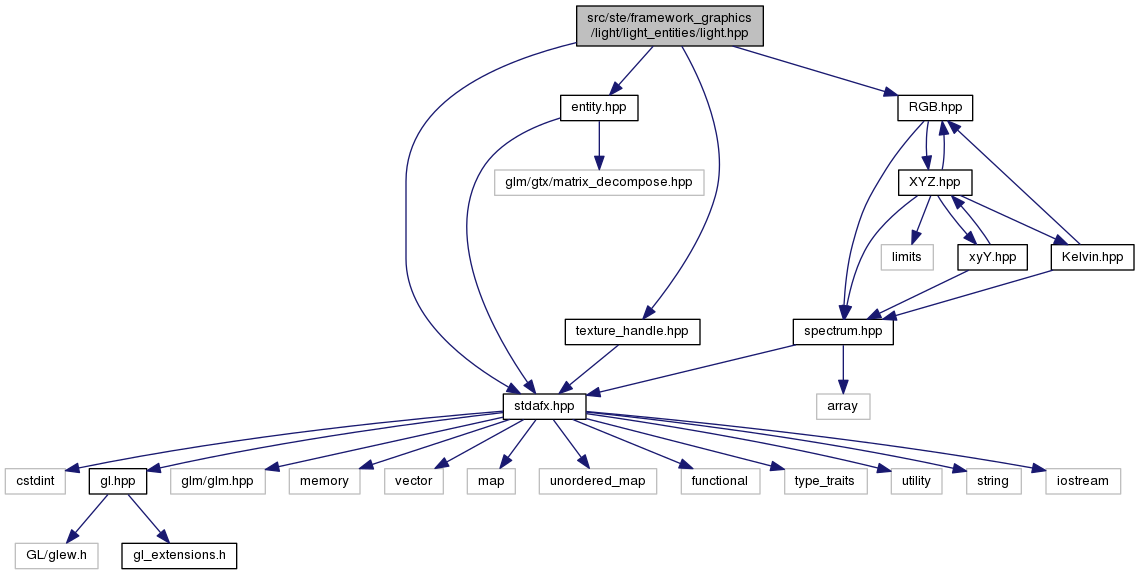 src/ste/framework_graphics
/light/light_entities/light.hpp
entity.hpp
RGB.hpp
glm/gtx/matrix_decompose.hpp
XYZ.hpp
limits
xyY.hpp
Kelvin.hpp
texture_handle.hpp
spectrum.hpp
stdafx.hpp
array
cstdint
gl.hpp
glm/glm.hpp
memory
vector
map
unordered_map
functional
type_traits
utility
string
iostream
GL/glew.h
gl_extensions.h